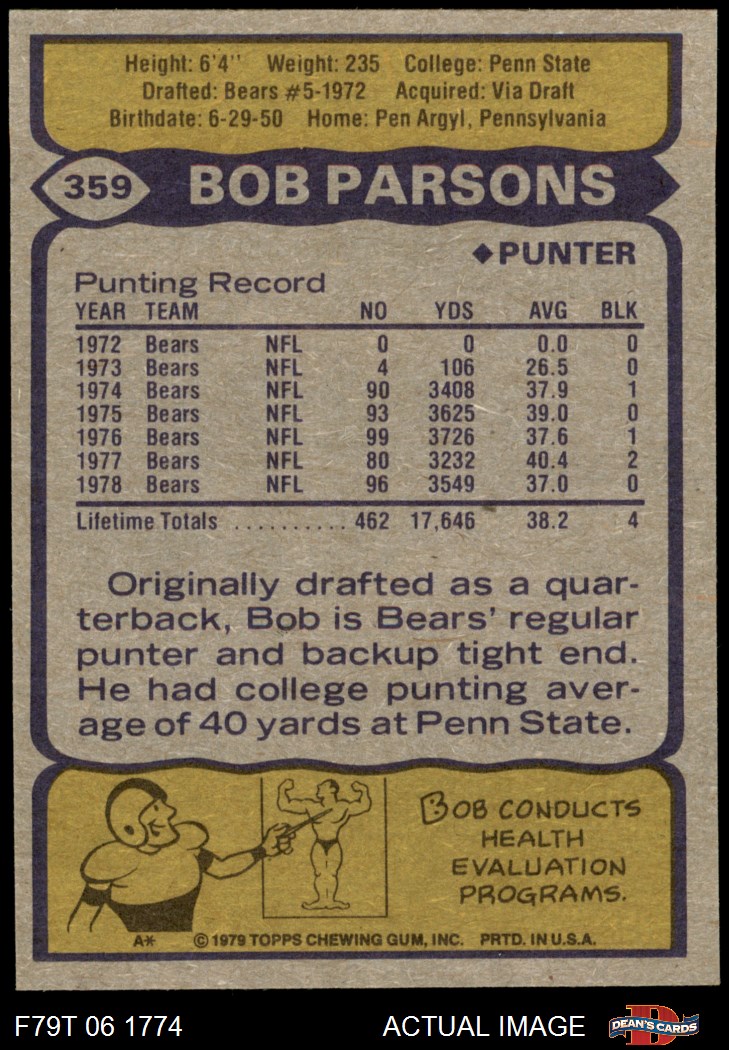 Height: 6'4'' Weight: 235 College: Penn State
Drafted: Bears #5-1972 Acquired: Via Draft
Birthdate: 6-29-50 Home: Pen Argyl, Pennsylvania
359 BOB PARSONS
◆PUNTER
Punting Record
YEAR TEAM NO YDS AVG BLK
1972 Bears NFL 0 0 0.0 0
1973 Bears NFL 4 106 26.5 0
1974 Bears NFL 90 3408 37.9 1
1975 Bears NFL 93 3625 39.0 0
1976 Bears NFL 99 3726 37.6 1
1977 Bears NFL 80 3232 40.4 2
1978 Bears NFL 96 3549 37.0 0
Lifetime Totals .......... 462 17,646 38.2 4
Originally drafted as a quar-
terback, Bob is Bears' regular
punter and backup tight end.
He had college punting aver-
age of 40 yards at Penn State.
BOB CONDUCTS
HEALTH
EVALUATION
PROGRAMS.
A* © 1979 TOPPS CHEWING GUM, INC. PRTD. IN U.S.A.
F79T 06 1774 ACTUAL IMAGE DEAN'S CARDS